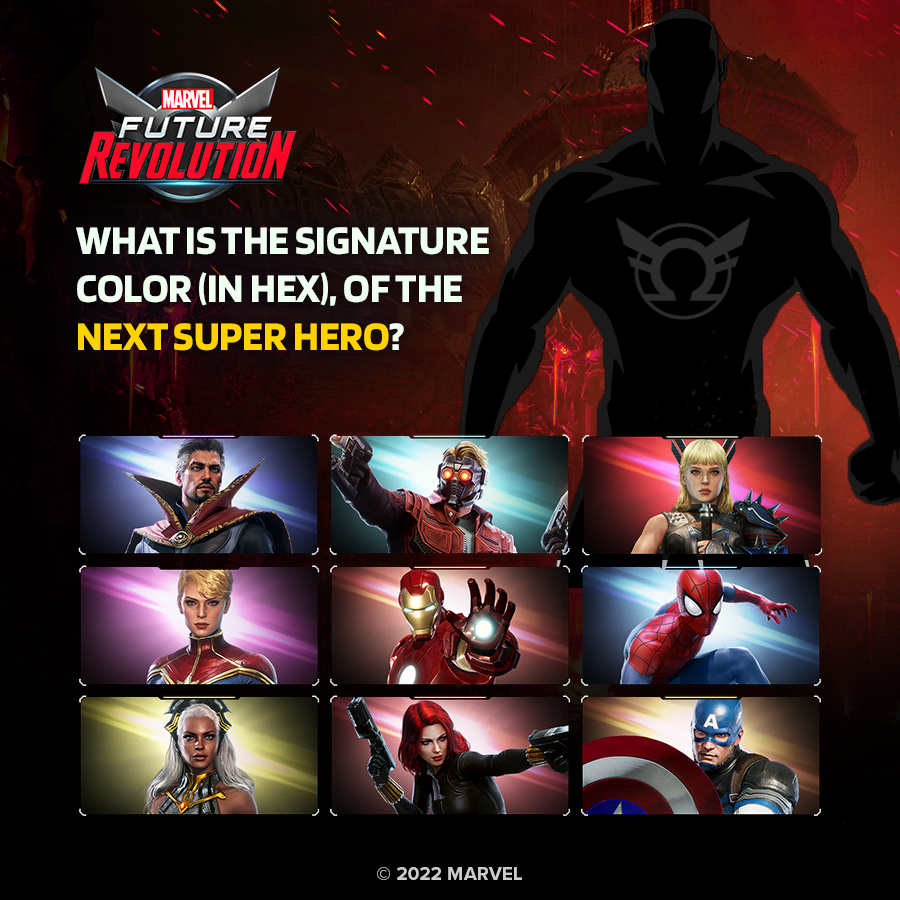 MARVEL
FUTURE
REVOLUTION
WHAT IS THE SIGNATURE
COLOR (IN HEX), OF THE
NEXT SUPER HERO?
A
© 2022 MARVEL